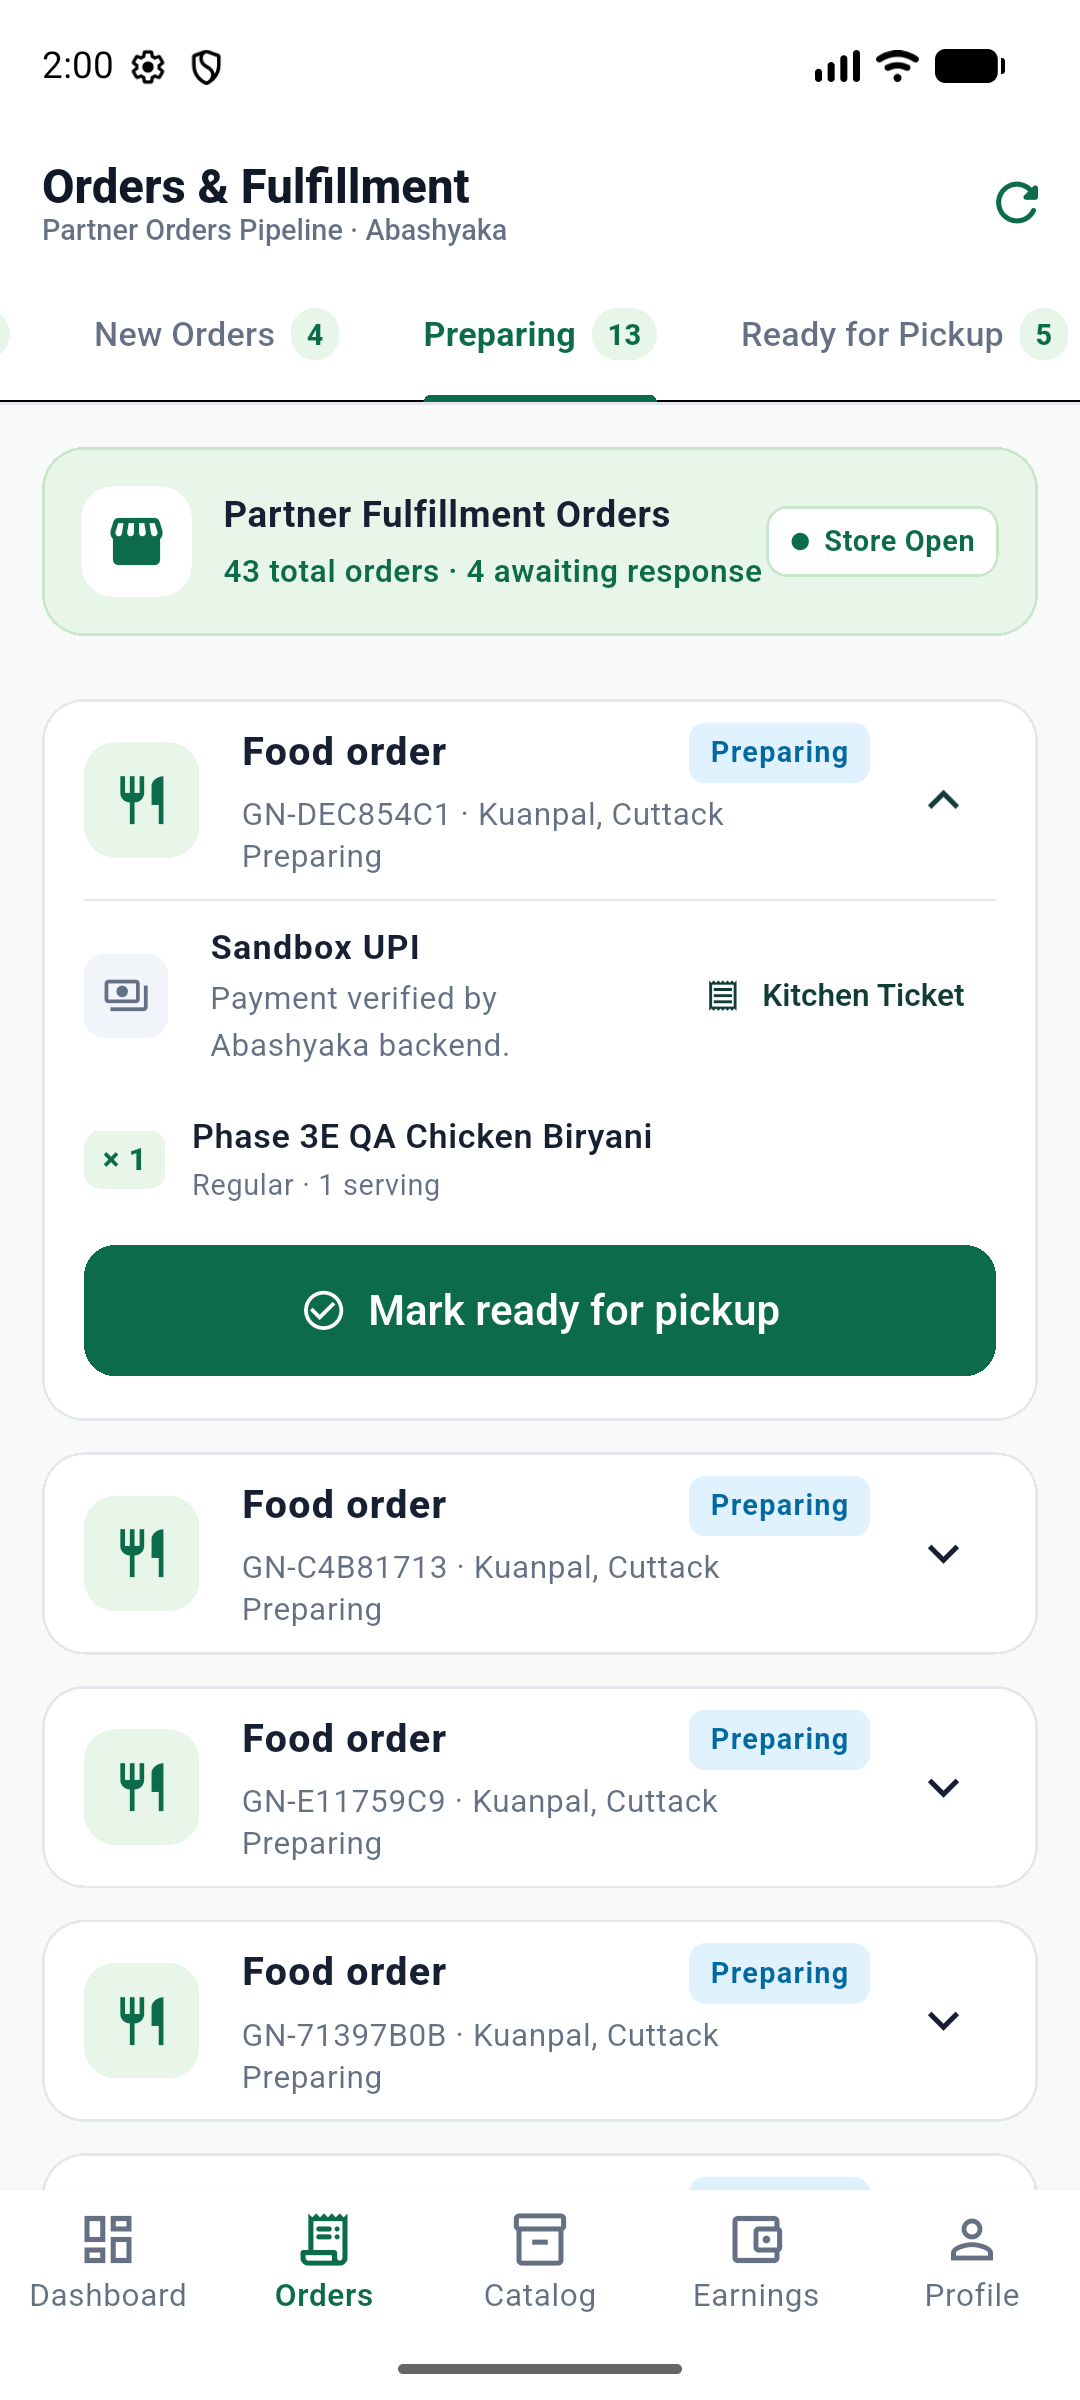 2:00
Orders & Fulfillment
Partner Orders Pipeline · Abashyaka
New Orders 4
Preparing 13
Ready for Pickup 5
Partner Fulfillment Orders
43 total orders · 4 awaiting response
Store Open
Food order
Preparing
GN-DEC854C1 · Kuanpal, Cuttack
Preparing
Sandbox UPI
Payment verified by
Abashyaka backend.
Kitchen Ticket
× 1
Phase 3E QA Chicken Biryani
Regular · 1 serving
Mark ready for pickup
Food order
Preparing
GN-C4B81713 · Kuanpal, Cuttack
Preparing
Food order
Preparing
GN-E11759C9 · Kuanpal, Cuttack
Preparing
Food order
Preparing
GN-71397B0B · Kuanpal, Cuttack
Preparing
Dashboard
Orders
Catalog
Earnings
Profile